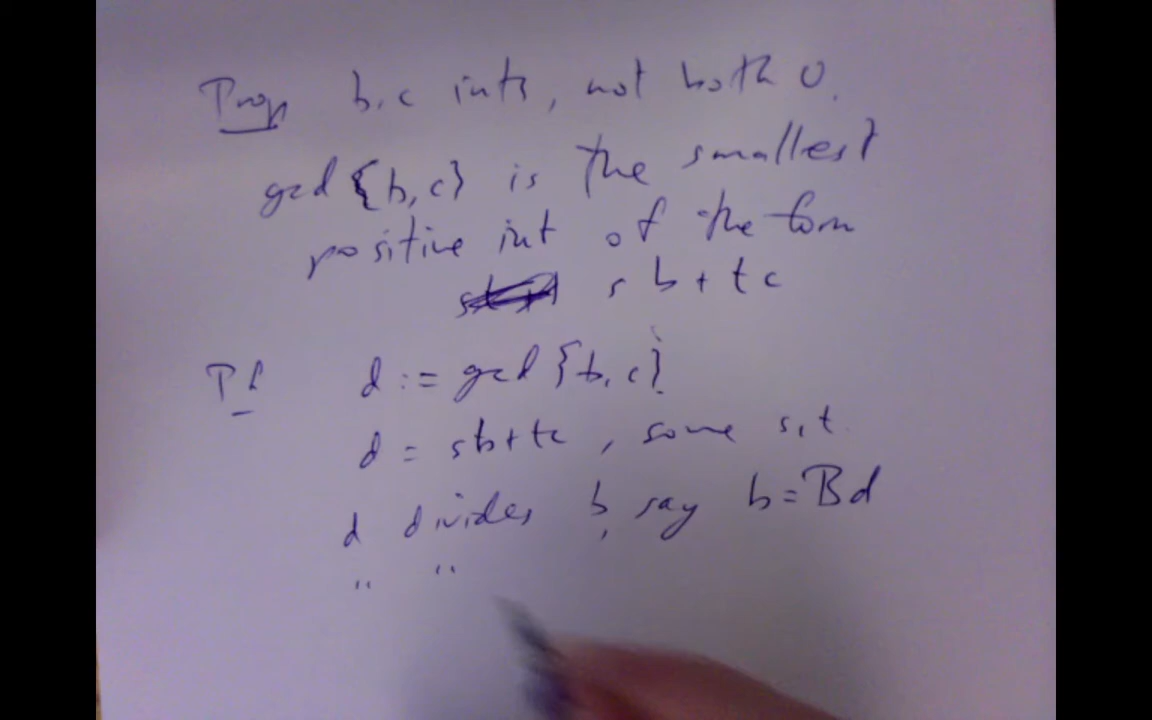 Prop b,c ints, not both 0.
gcd {b,c} is the smallest
positive int of the form
sb+tc
Pf d := gcd {b,c}
d = sb+tc, some s,t
d divides b, say b=Bd
" "